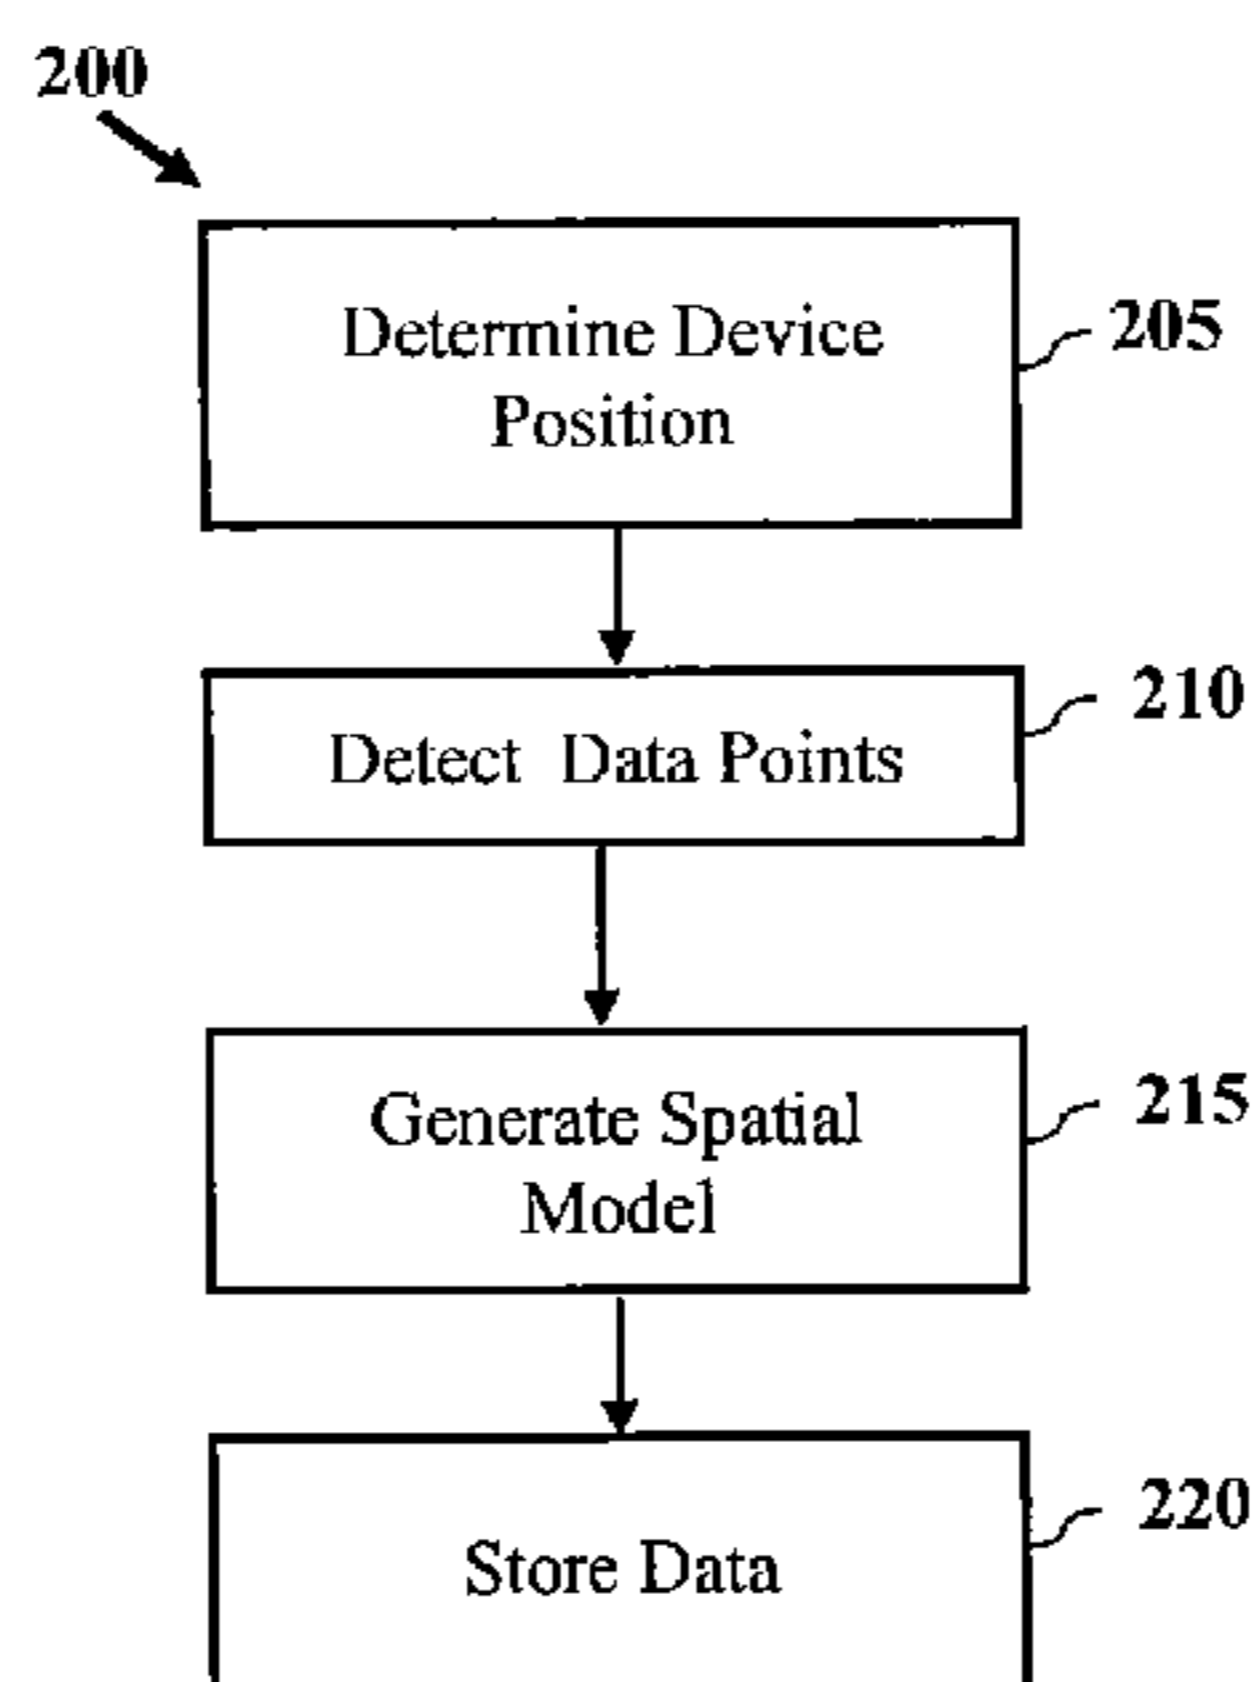 200
Determine Device
Position
205
Detect Data Points
210
Generate Spatial
Model
215
Store Data
220